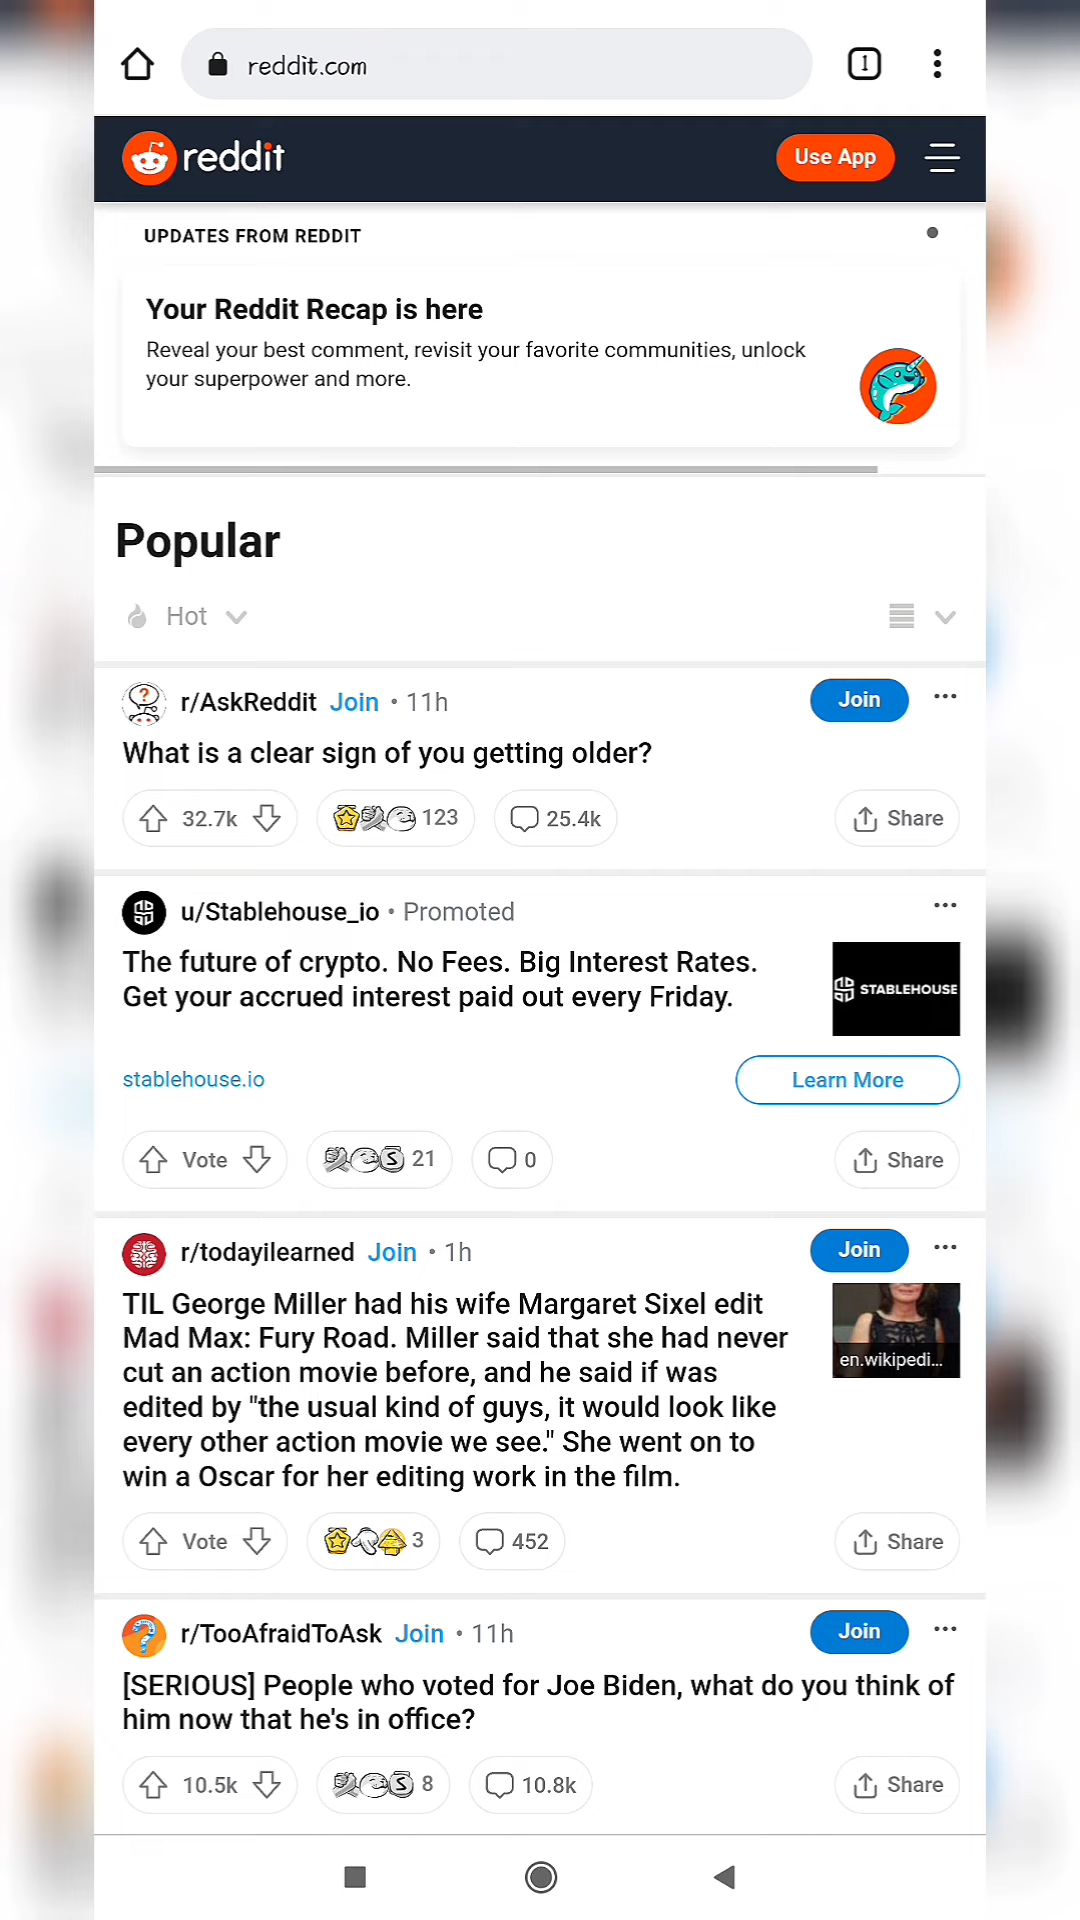 reddit.com
1
reddit
Use App
UPDATES FROM REDDIT
Your Reddit Recap is here
Reveal your best comment, revisit your favorite communities, unlock
your superpower and more.
Popular
Hot
r/AskReddit Join • 11h
Join
What is a clear sign of you getting older?
32.7k
123
25.4k
Share
u/Stablehouse_io • Promoted
The future of crypto. No Fees. Big Interest Rates.
Get your accrued interest paid out every Friday.
STABLEHOUSE
stablehouse.io
Learn More
Vote
S
21
0
Share
r/todayilearned Join • 1h
Join
TIL George Miller had his wife Margaret Sixel edit
Mad Max: Fury Road. Miller said that she had never
cut an action movie before, and he said if was
edited by "the usual kind of guys, it would look like
every other action movie we see." She went on to
win a Oscar for her editing work in the film.
en.wikipedi...
Vote
3
452
Share
r/TooAfraidToAsk Join • 11h
Join
[SERIOUS] People who voted for Joe Biden, what do you think of
him now that he's in office?
10.5k
S
8
10.8k
Share